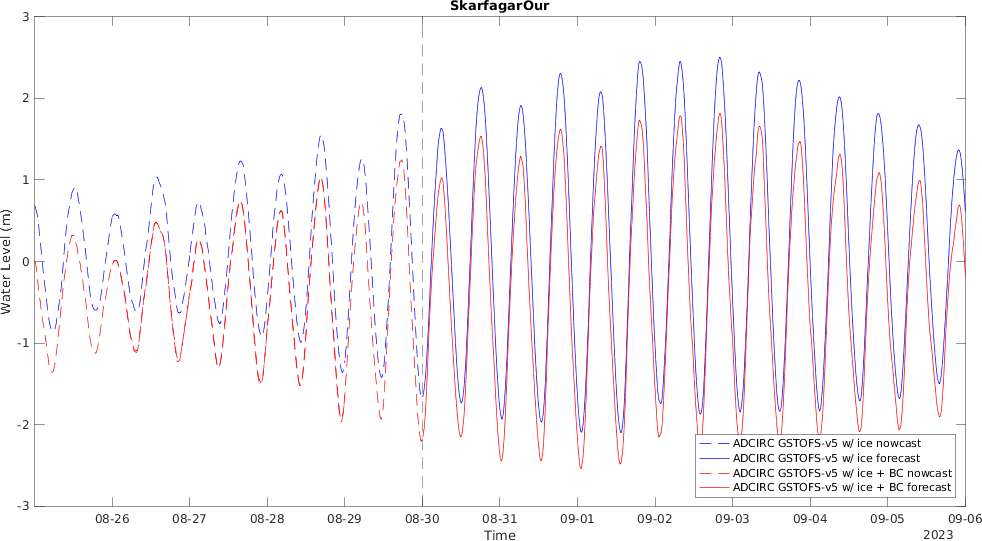 SkarfagarOur
3
2
1
0
-1
-2
-3
Water Level (m)
ADCIRC GSTOFS-v5 w/ ice nowcast
ADCIRC GSTOFS-v5 w/ ice forecast
ADCIRC GSTOFS-v5 w/ ice + BC nowcast
ADCIRC GSTOFS-v5 w/ ice + BC forecast
08-26 08-27 08-28 08-29 08-30 08-31 09-01 09-02 09-03 09-04 09-05 09-06
Time
2023